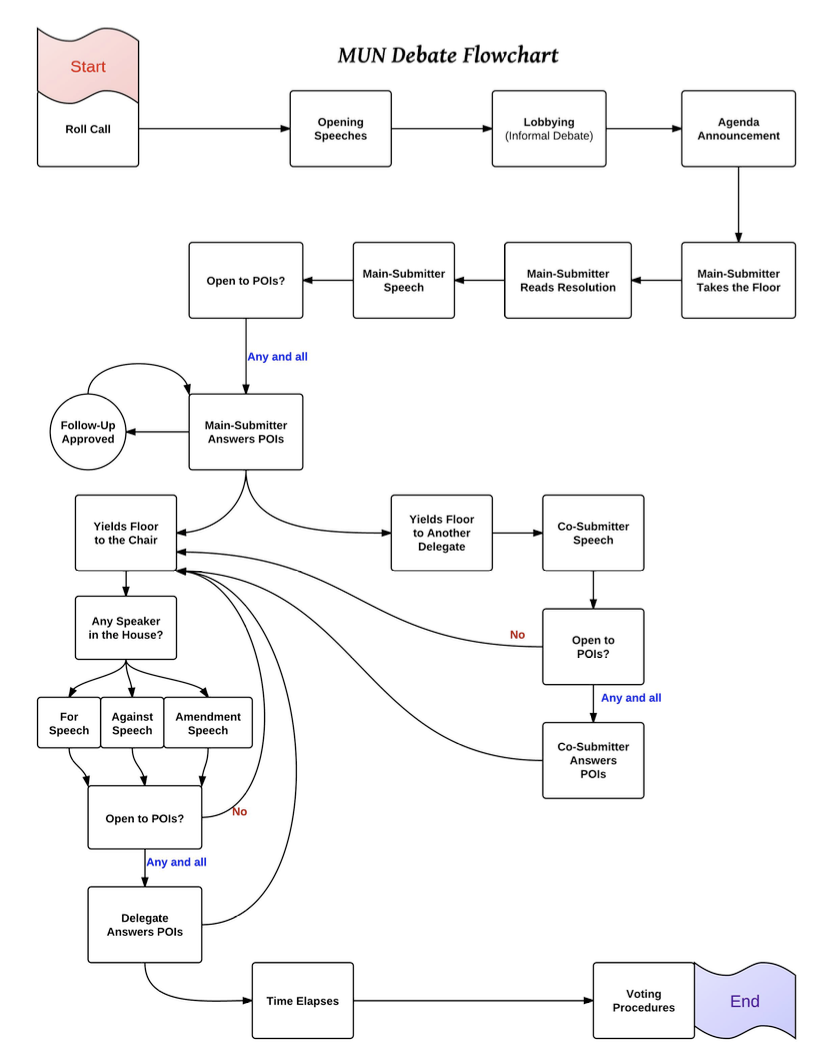 MUN Debate Flowchart
Start
Roll Call
Opening
Speeches
Lobbying
(Informal Debate)
Agenda
Announcement
Open to POIs?
Main-Submitter
Speech
Main-Submitter
Reads Resolution
Main-Submitter
Takes the Floor
Any and all
Follow-Up
Approved
Main-Submitter
Answers POIs
Yields Floor
to the Chair
Yields Floor
to Another
Delegate
Co-Submitter
Speech
Any Speaker
in the House?
No
Open to
POIs?
Any and all
For
Speech
Against
Speech
Amendment
Speech
Co-Submitter
Answers
POIs
Open to POIs?
No
Any and all
Delegate
Answers POIs
Time Elapses
Voting
Procedures
End